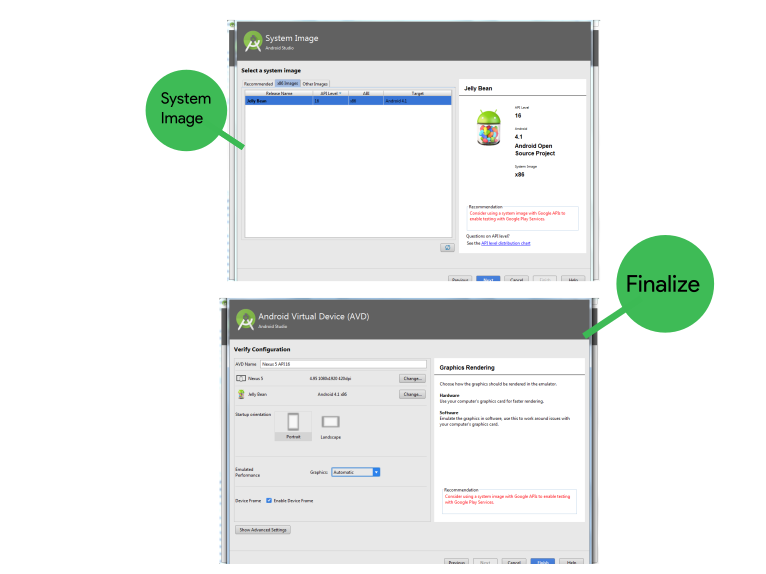 System Image
Android Studio
Select a system image
Recommended x86 Images Other Images
Release Name API Level ABI Target
Jelly Bean 16 x86 Android 4.1
Jelly Bean
API Level
16
Android
4.1
Android Open
Source Project
System Image
x86
Recommendation
Consider using a system image with Google APIs to
enable testing with Google Play Services.
Questions on API level?
See the API level distribution chart
Previous Next Cancel Finish Help
System
Image
Finalize
Android Virtual Device (AVD)
Android Studio
Verify Configuration
AVD Name Nexus 5 API 16
Nexus 5 4.95 1080x1920 420dpi Change...
Jelly Bean Android 4.1 x86 Change...
Startup orientation
Portrait Landscape
Emulated
Performance
Graphics: Automatic
Device Frame Enable Device Frame
Show Advanced Settings
Graphics Rendering
Choose how the graphics should be rendered in the emulator.
Hardware
Use your computer's graphics card for faster rendering.
Software
Emulate the graphics in software, use this to work around issues with
your computer's graphics card.
Recommendation
Consider using a system image with Google APIs to enable testing
with Google Play Services.
Previous Next Cancel Finish Help